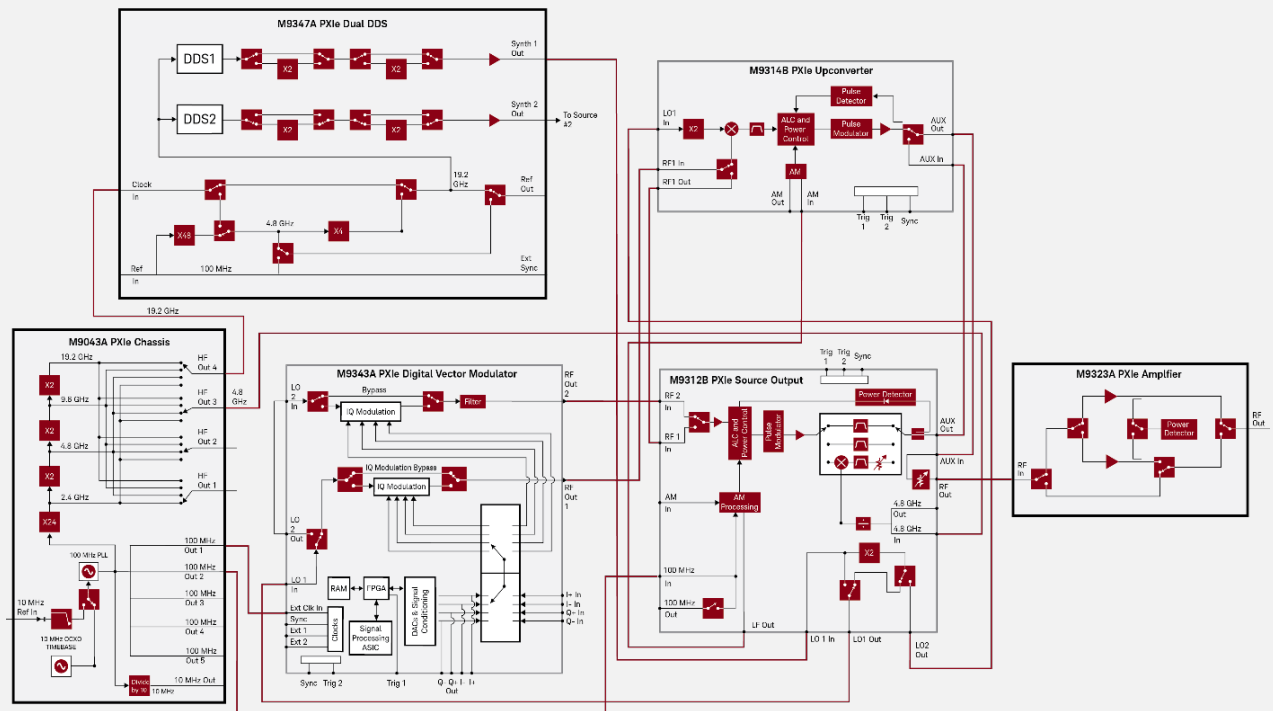 M9347A PXIe Dual DDS
DDS1
X2
X2
Synth 1
Out
DDS2
X2
X2
Synth 2
Out
To Source
#2
Clock
In
19.2
GHz
Ref
Out
X48
4.8 GHz
X4
Ref
In
100 MHz
Ext
Sync
19.2 GHz
M9314B PXIe Upconverter
LO1
In
X2
ALC and
Power
Control
Pulse
Detector
Pulse
Modulator
AUX
Out
AUX In
RF1 In
RF1 Out
AM
AM
Out
AM
In
Trig
1
Trig
2
Sync
M9043A PXIe Chassis
19.2 GHz
HF
Out 4
X2
9.8 GHz
HF
Out 3
4.8
GHz
X2
4.8 GHz
HF
Out 2
X2
2.4 GHz
HF
Out 1
X24
100 MHz PLL
100 MHz
Out 1
100 MHz
Out 2
100 MHz
Out 3
100 MHz
Out 4
100 MHz
Out 5
10 MHz
Ref In
10 MHz OCXO
TIMEBASE
Divide
by 10
10 MHz
10 MHz Out
M9343A PXIe Digital Vector Modulator
LO
2
In
Bypass
IQ Modulation
Filter
RF
Out
2
IQ Modulation Bypass
IQ Modulation
RF
Out
1
LO
2
Out
LO 1
In
Ext Clk In
Sync
Ext 1
Ext 2
Clocks
RAM
FPGA
Signal
Processing
ASIC
DACs & Signal
Conditioning
I+ In
I- In
Q+ In
Q- In
Sync
Trig 2
Trig 1
Q- Q+ I- I+
Out
M9312B PXIe Source Output
Trig
1
Trig
2
Sync
RF 2
In
RF 1
In
ALC and
Power Control
Pulse
Modulator
Power Detector
AUX
Out
AUX In
RF
Out
AM
In
AM
Processing
4.8 GHz
Out
4.8 GHz
In
100 MHz
In
100 MHz
Out
X2
LF Out
LO 1 In
LO1 Out
LO2
Out
M9323A PXIe Amplfier
RF
In
Power
Detector
RF
Out